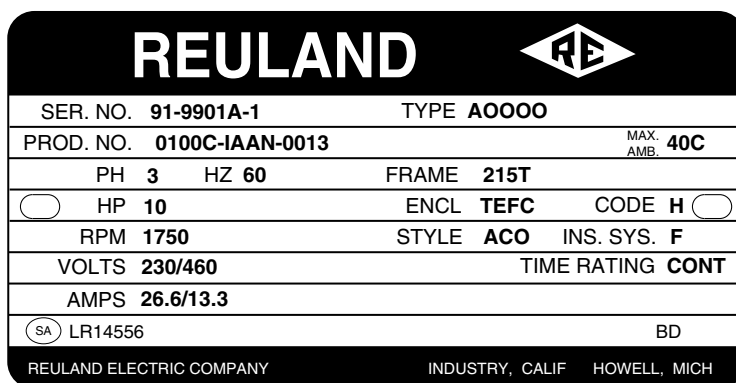 REULAND RE
SER. NO. 91-9901A-1 TYPE AOOOO
PROD. NO. 0100C-IAAN-0013 MAX. AMB. 40C
PH 3 HZ 60 FRAME 215T
HP 10 ENCL TEFC CODE H
RPM 1750 STYLE ACO INS. SYS. F
VOLTS 230/460 TIME RATING CONT
AMPS 26.6/13.3
SA LR14556 BD
REULAND ELECTRIC COMPANY INDUSTRY, CALIF HOWELL, MICH